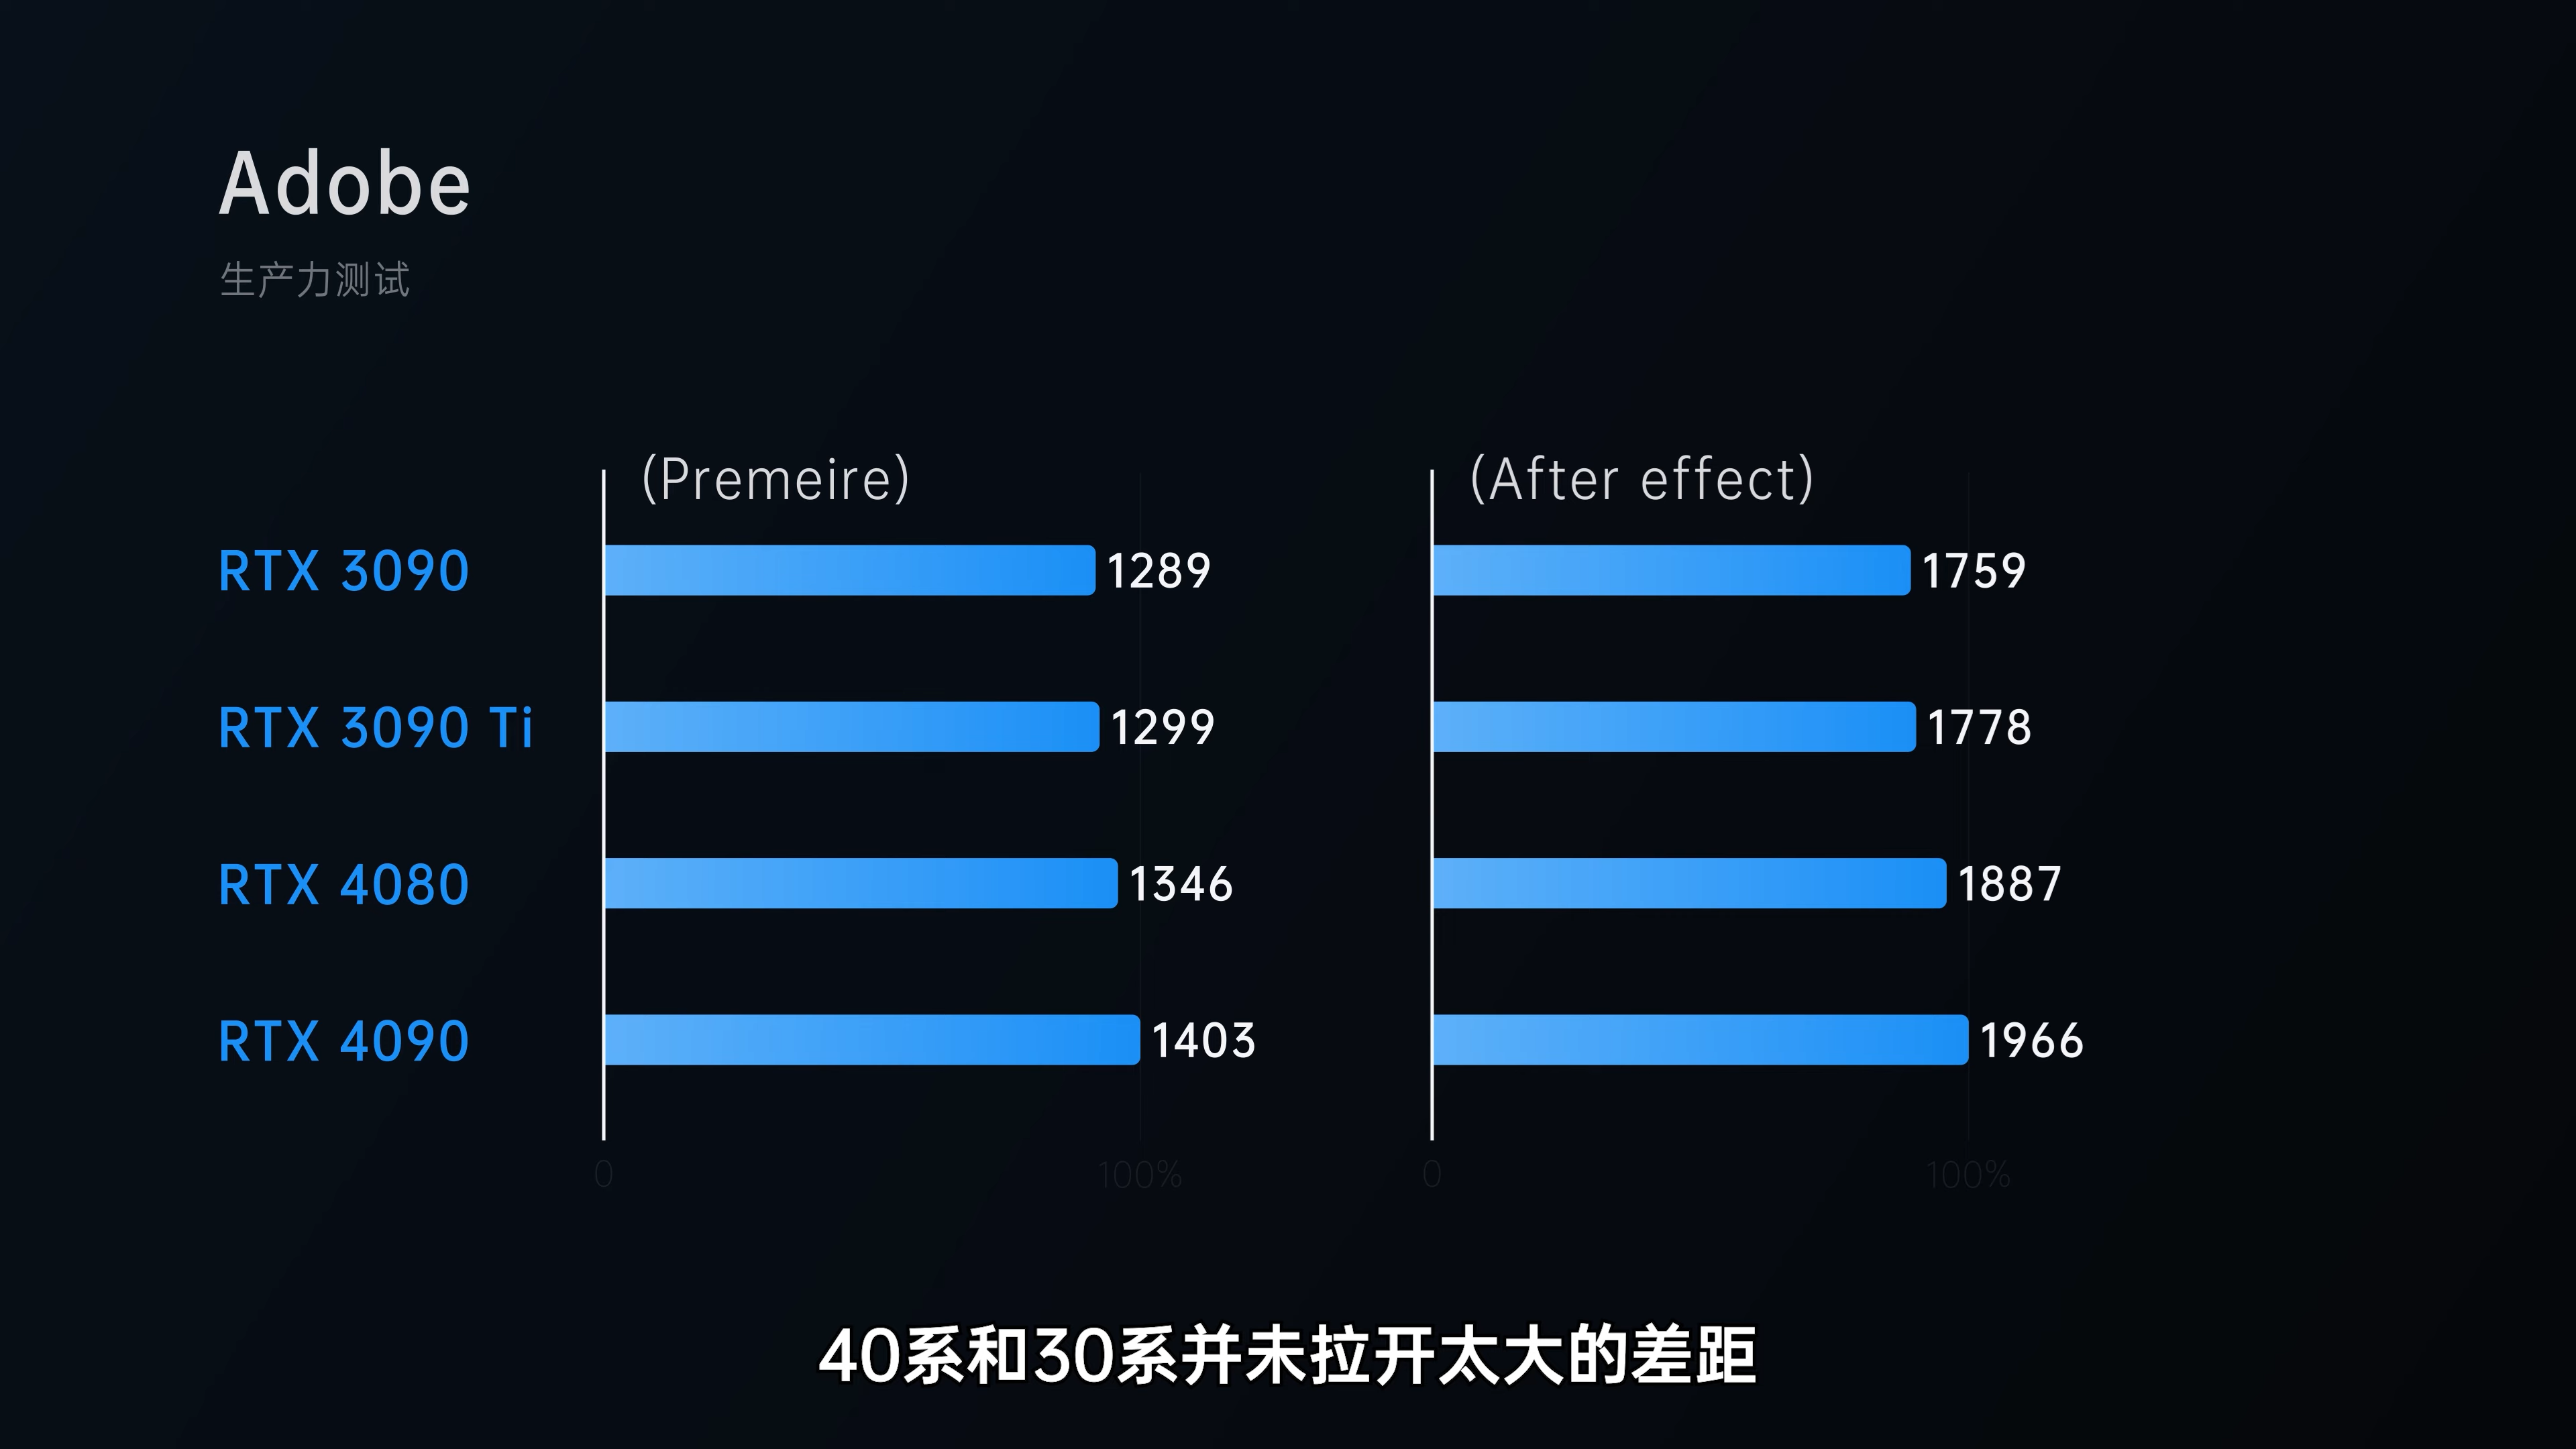 Adobe
生产力测试
(Premeire)
(After effect)
RTX 3090
1289
1759
RTX 3090 Ti
1299
1778
RTX 4080
1346
1887
RTX 4090
1403
1966
0
100%
0
100%
40系和30系并未拉开太大的差距